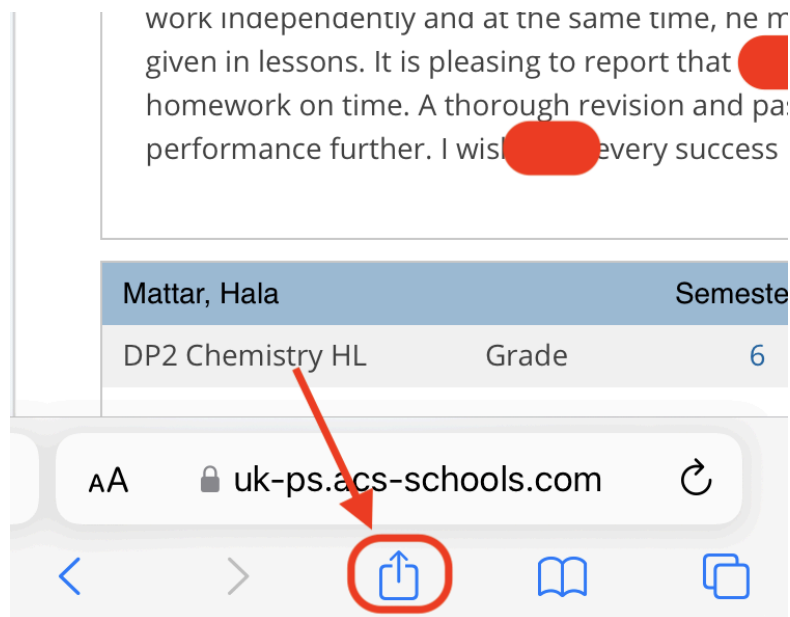 work independently and at the same time, he m
given in lessons. It is pleasing to report that
homework on time. A thorough revision and pas
performance further. I wish every success
Mattar, Hala Semeste
DP2 Chemistry HL Grade 6
AA uk-ps.acs-schools.com